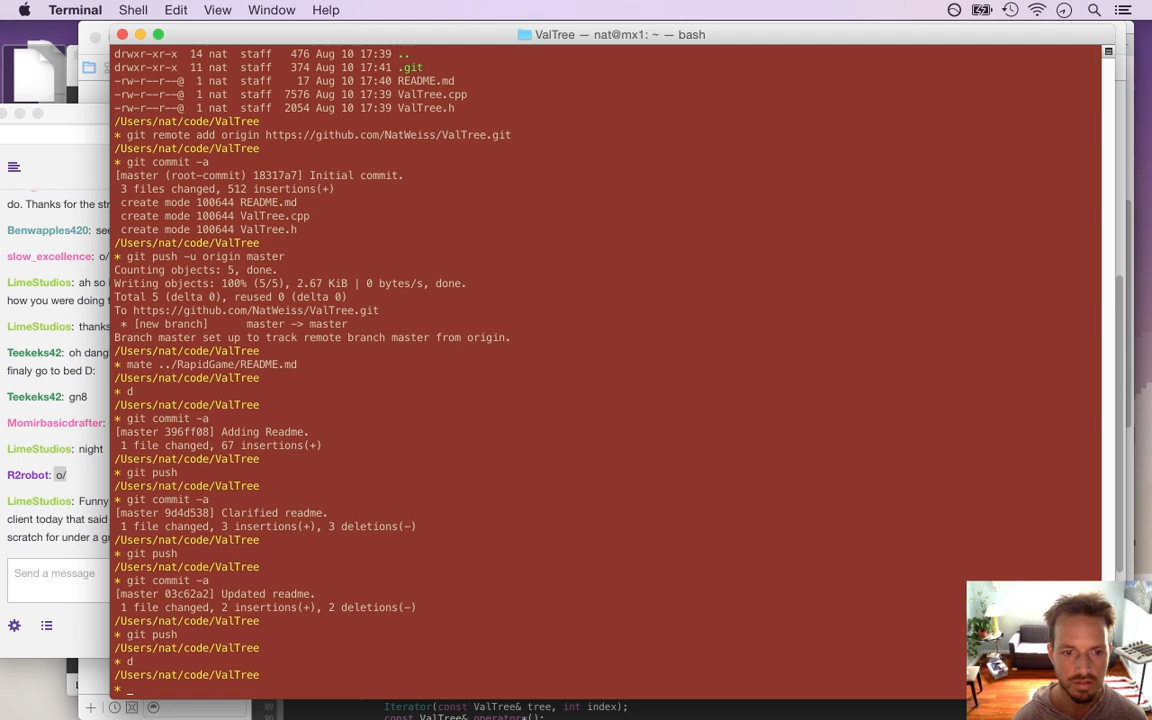 Terminal Shell Edit View Window Help
ValTree — nat@mx1: ~ — bash
drwxr-xr-x 14 nat staff 476 Aug 10 17:39 ..
drwxr-xr-x 11 nat staff 374 Aug 10 17:41 .git
-rw-r--r--@ 1 nat staff 17 Aug 10 17:40 README.md
-rw-r--r--@ 1 nat staff 7576 Aug 10 17:39 ValTree.cpp
-rw-r--r--@ 1 nat staff 2054 Aug 10 17:39 ValTree.h
/Users/nat/code/ValTree
* git remote add origin https://github.com/NatWeiss/ValTree.git
/Users/nat/code/ValTree
* git commit -a
[master (root-commit) 18317a7] Initial commit.
3 files changed, 512 insertions(+)
create mode 100644 README.md
create mode 100644 ValTree.cpp
create mode 100644 ValTree.h
/Users/nat/code/ValTree
* git push -u origin master
Counting objects: 5, done.
Writing objects: 100% (5/5), 2.67 KiB | 0 bytes/s, done.
Total 5 (delta 0), reused 0 (delta 0)
To https://github.com/NatWeiss/ValTree.git
* [new branch] master -> master
Branch master set up to track remote branch master from origin.
/Users/nat/code/ValTree
* mate ../RapidGame/README.md
/Users/nat/code/ValTree
* d
/Users/nat/code/ValTree
* git commit -a
[master 396ff08] Adding Readme.
1 file changed, 67 insertions(+)
/Users/nat/code/ValTree
* git push
/Users/nat/code/ValTree
* git commit -a
[master 9d4d538] Clarified readme.
1 file changed, 3 insertions(+), 3 deletions(-)
/Users/nat/code/ValTree
* git push
/Users/nat/code/ValTree
* git commit -a
[master 03c62a2] Updated readme.
1 file changed, 2 insertions(+), 2 deletions(-)
/Users/nat/code/ValTree
* git push
/Users/nat/code/ValTree
* d
/Users/nat/code/ValTree
* _
do. Thanks for the
Benwapples420:
slow_excellence: o/
LimeStudios: ah so
how you were doing
LimeStudios: thanks
Teekeks42: oh dang
finaly go to bed D:
Teekeks42: gn8
Momirbasicdrafter:
LimeStudios: night
R2robot: o/
LimeStudios: Funny
client today that said
scratch for under a
Send a message
89 Iterator(const ValTree& tree, int index);
90 const ValTree& operator*();